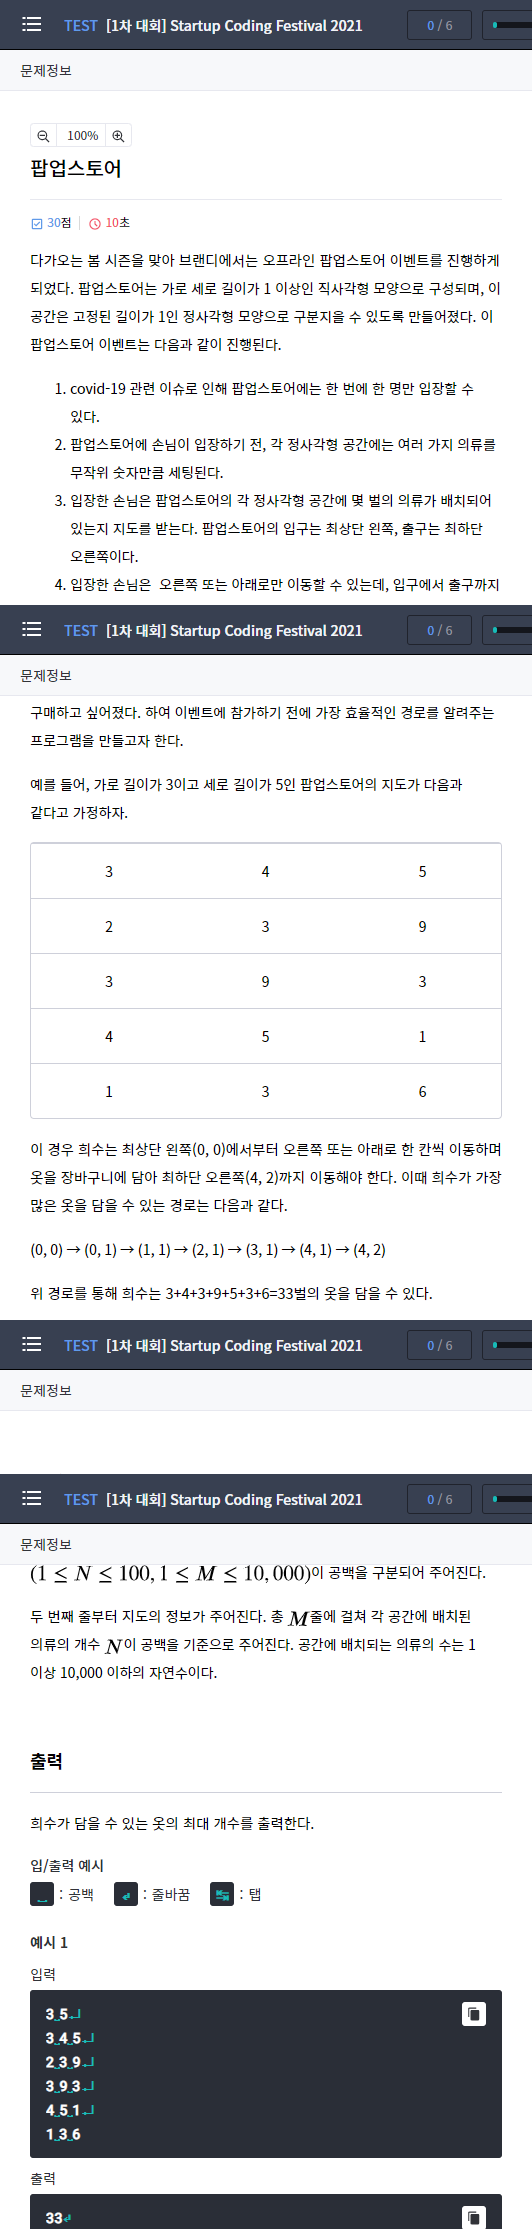 TEST [1차 대회] Startup Coding Festival 2021 0 / 6
문제정보
100%
팝업스토어
30점 10초
다가오는 봄 시즌을 맞아 브랜디에서는 오프라인 팝업스토어 이벤트를 진행하게
되었다. 팝업스토어는 가로 세로 길이가 1 이상인 직사각형 모양으로 구성되며, 이
공간은 고정된 길이가 1인 정사각형 모양으로 구분지을 수 있도록 만들어졌다. 이
팝업스토어 이벤트는 다음과 같이 진행된다.
1. covid-19 관련 이슈로 인해 팝업스토어에는 한 번에 한 명만 입장할 수
있다.
2. 팝업스토어에 손님이 입장하기 전, 각 정사각형 공간에는 여러 가지 의류를
무작위 숫자만큼 세팅된다.
3. 입장한 손님은 팝업스토어의 각 정사각형 공간에 몇 벌의 의류가 배치되어
있는지 지도를 받는다. 팝업스토어의 입구는 최상단 왼쪽, 출구는 최하단
오른쪽이다.
4. 입장한 손님은 오른쪽 또는 아래로만 이동할 수 있는데, 입구에서 출구까지
TEST [1차 대회] Startup Coding Festival 2021 0 / 6
문제정보
구매하고 싶어졌다. 하여 이벤트에 참가하기 전에 가장 효율적인 경로를 알려주는
프로그램을 만들고자 한다.
예를 들어, 가로 길이가 3이고 세로 길이가 5인 팝업스토어의 지도가 다음과
같다고 가정하자.
3 4 5
2 3 9
3 9 3
4 5 1
1 3 6
이 경우 희수는 최상단 왼쪽(0, 0)에서부터 오른쪽 또는 아래로 한 칸씩 이동하며
옷을 장바구니에 담아 최하단 오른쪽(4, 2)까지 이동해야 한다. 이때 희수가 가장
많은 옷을 담을 수 있는 경로는 다음과 같다.
(0, 0) → (0, 1) → (1, 1) → (2, 1) → (3, 1) → (4, 1) → (4, 2)
위 경로를 통해 희수는 3+4+3+9+5+3+6=33벌의 옷을 담을 수 있다.
TEST [1차 대회] Startup Coding Festival 2021 0 / 6
문제정보
TEST [1차 대회] Startup Coding Festival 2021 0 / 6
문제정보
(1 ≤ N ≤ 100, 1 ≤ M ≤ 10, 000)이 공백을 구분되어 주어진다.
두 번째 줄부터 지도의 정보가 주어진다. 총 M줄에 걸쳐 각 공간에 배치된
의류의 개수 N이 공백을 기준으로 주어진다. 공간에 배치되는 의류의 수는 1
이상 10,000 이하의 자연수이다.
출력
희수가 담을 수 있는 옷의 최대 개수를 출력한다.
입/출력 예시
␣ : 공백 ↵ : 줄바꿈 ↹ : 탭
예시 1
입력
3␣5↵
3␣4␣5↵
2␣3␣9↵
3␣9␣3↵
4␣5␣1↵
1␣3␣6
출력
33↵